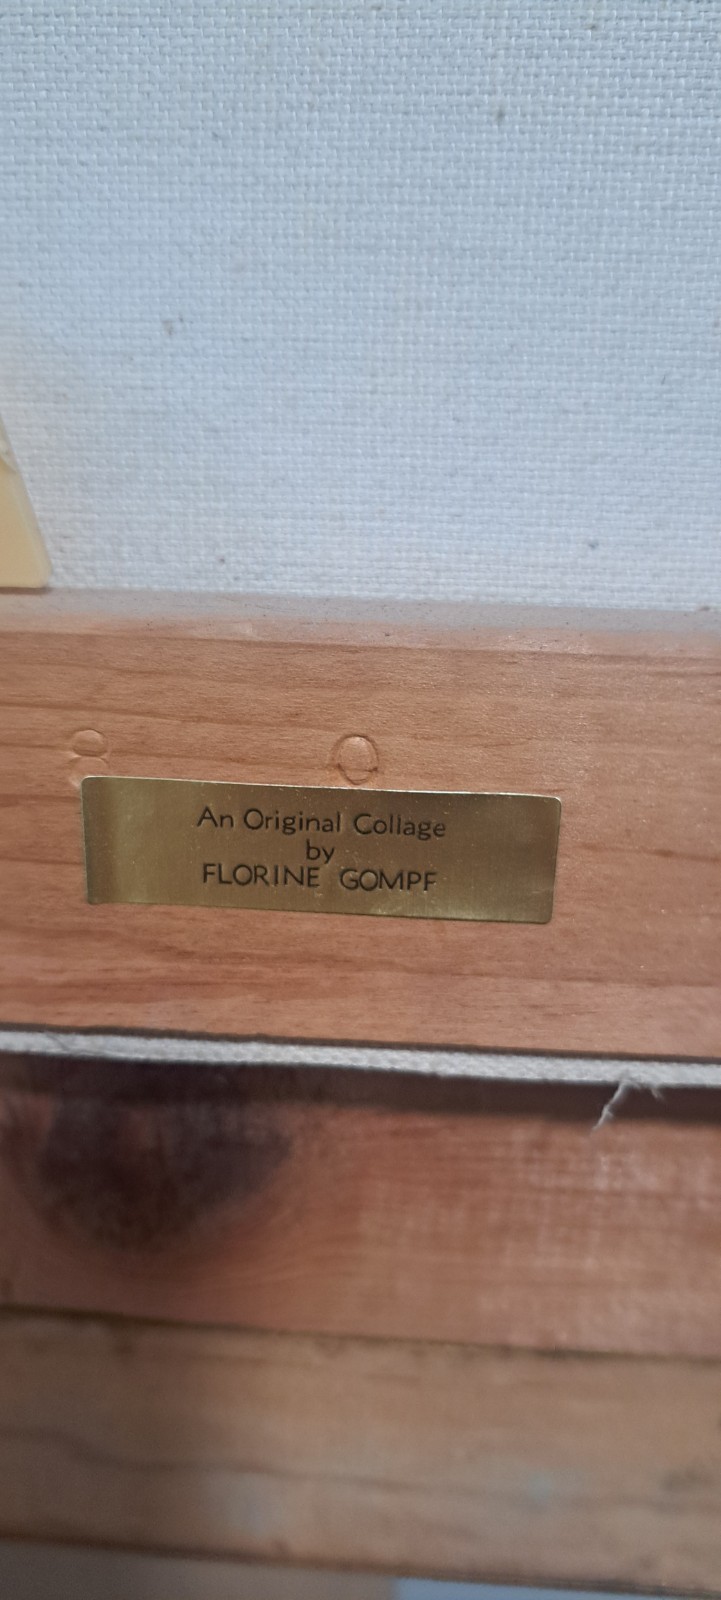 An Original Collage
by
FLORINE GOMPF